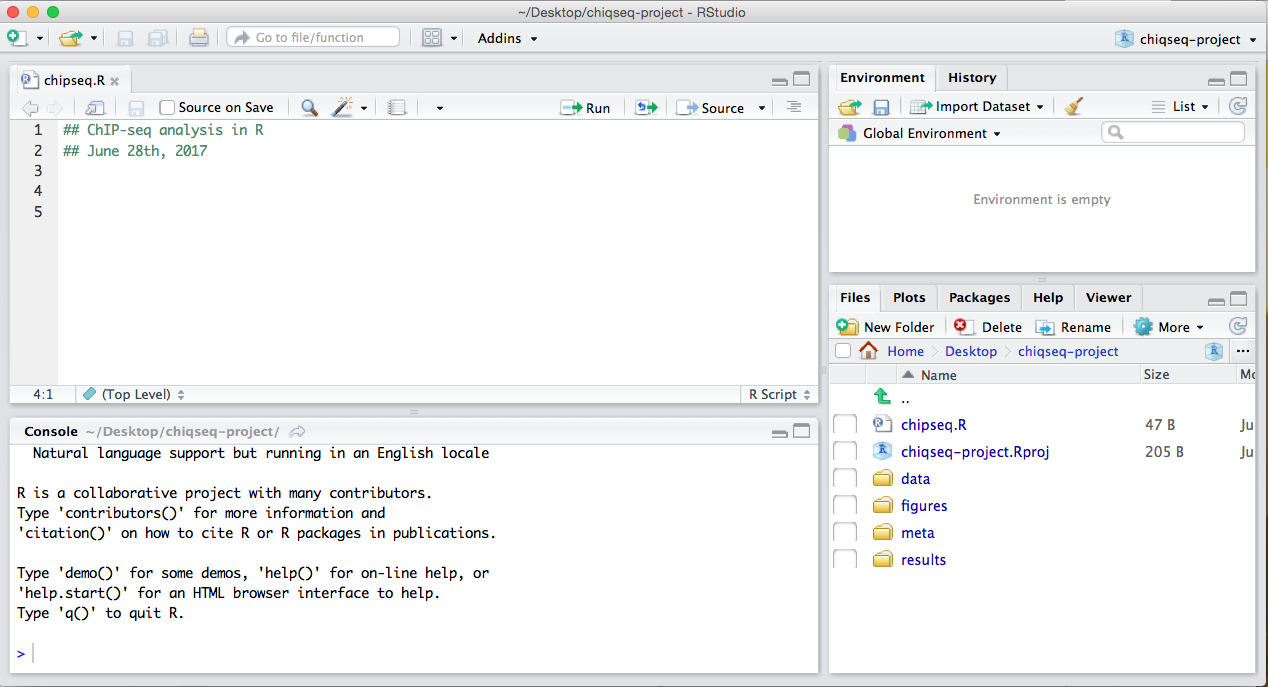 ~/Desktop/chiqseq-project - RStudio
Go to file/function
Addins
chiqseq-project
chipseq.R
Source on Save
Run
Source
1 ## ChIP-seq analysis in R
2 ## June 28th, 2017
3
4
5
4:1 (Top Level) R Script
Console ~/Desktop/chiqseq-project/
Natural language support but running in an English locale
R is a collaborative project with many contributors.
Type 'contributors()' for more information and
'citation()' on how to cite R or R packages in publications.
Type 'demo()' for some demos, 'help()' for on-line help, or
'help.start()' for an HTML browser interface to help.
Type 'q()' to quit R.
>
Environment History
Import Dataset List
Global Environment
Environment is empty
Files Plots Packages Help Viewer
New Folder Delete Rename More
Home Desktop chiqseq-project ...
Name Size Mo
..
chipseq.R 47 B Ju
chiqseq-project.Rproj 205 B Ju
data
figures
meta
results